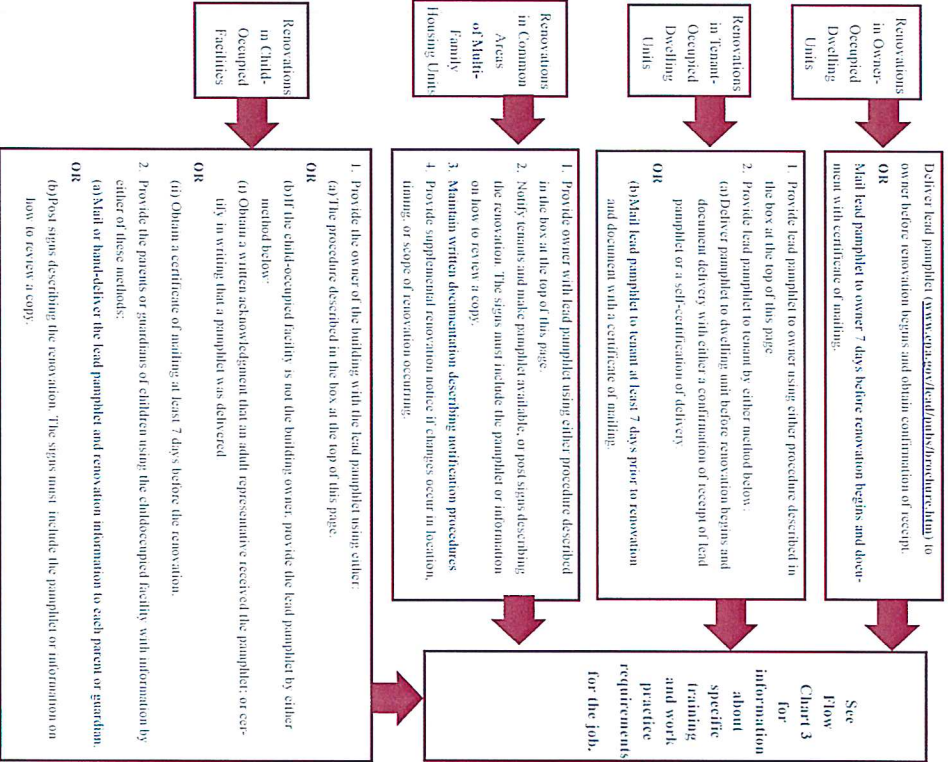 Renovations
in Owner-
Occupied
Dwelling
Units
Deliver lead pamphlet (www.epa.gov/lead/pubs/brochure.htm) to
owner before renovation begins and obtain confirmation of receipt.
OR
Mail lead pamphlet to owner 7 days before renovation begins and docu-
ment with certificate of mailing.
Renovations
in Tenant-
Occupied
Dwelling
Units
1. Provide lead pamphlet to owner using either procedure described in
the box at the top of this page
2. Provide lead pamphlet to tenant by either method below:
(a)Deliver pamphlet to dwelling unit before renovation begins and
document delivery with either a confirmation of receipt of lead
pamphlet or a self-certification of delivery
OR
(b)Mail lead pamphlet to tenant at least 7 days prior to renovation
and document with a certificate of mailing.
Renovations
in Common
Areas
of Multi-
Family
Housing Units
1. Provide owner with lead pamphlet using either procedure described
in the box at the top of this page.
2. Notify tenants and make pamphlet available, or post signs describing
the renovation. The signs must include the pamphlet or information
on how to review a copy.
3. Maintain written documentation describing notification procedures
4. Provide supplemental renovation notice if changes occur in location,
timing, or scope of renovation occurring.
Renovations
in Child-
Occupied
Facilities
1. Provide the owner of the building with the lead pamphlet using either:
(a)The procedure described in the box at the top of this page.
OR
(b)If the child-occupied facility is not the building owner, provide the lead pamphlet by either
method below:
(i) Obtain a written acknowledgment that an adult representative received the pamphlet; or cer-
tify in writing that a pamphlet was delivered
OR
(ii) Obtain a certificate of mailing at least 7 days before the renovation.
2. Provide the parents or guardians of children using the childoccupied facility with information by
either of these methods:
(a)Mail or hand-deliver the lead pamphlet and renovation information to each parent or guardian.
OR
(b)Post signs describing the renovation. The signs must include the pamphlet or information on
how to review a copy.
See
Flow
Chart 3
for
information
about
specific
training
and work
practice
requirements
for the job.